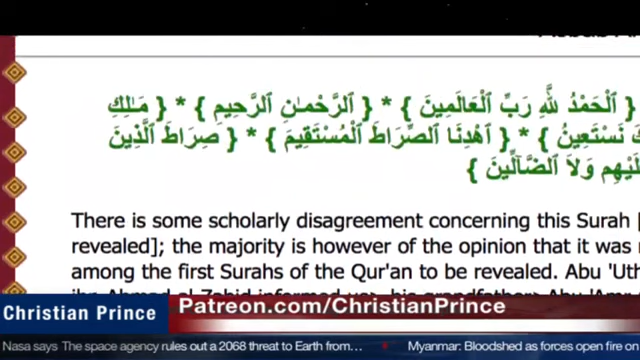 { ٱلْحَمْدُ للَّهِ رَبِّ ٱلْعَالَمِينَ } * { ٱلرَّحْمـٰنِ ٱلرَّحِيمِ } * { مَـٰلِكِ
نَسْتَعِينُ } * { ٱهْدِنَا ٱلصِّرَاطَ ٱلْمُسْتَقِيمَ } * { صِرَاطَ ٱلَّذِينَ
وَلاَ ٱلضَّآلِّينَ }
There is some scholarly disagreement concerning this Surah [
revealed]; the majority is however of the opinion that it was
among the first Surahs of the Qur'an to be revealed. Abu 'Uth
Christian Prince
Patreon.com/ChristianPrince
Nasa says: The space agency rules out a 2068 threat to Earth from...
Myanmar: Bloodshed as forces open fire on